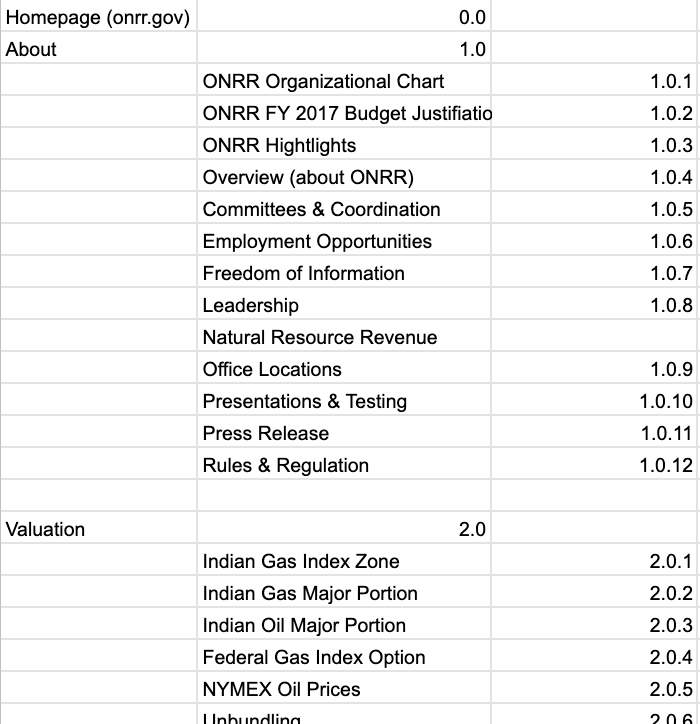 Homepage (onrr.gov) 0.0
About 1.0
ONRR Organizational Chart 1.0.1
ONRR FY 2017 Budget Justifiatio 1.0.2
ONRR Hightlights 1.0.3
Overview (about ONRR) 1.0.4
Committees & Coordination 1.0.5
Employment Opportunities 1.0.6
Freedom of Information 1.0.7
Leadership 1.0.8
Natural Resource Revenue
Office Locations 1.0.9
Presentations & Testing 1.0.10
Press Release 1.0.11
Rules & Regulation 1.0.12
Valuation 2.0
Indian Gas Index Zone 2.0.1
Indian Gas Major Portion 2.0.2
Indian Oil Major Portion 2.0.3
Federal Gas Index Option 2.0.4
NYMEX Oil Prices 2.0.5
Unbundling 2.0.6